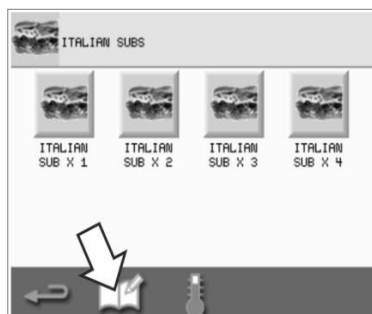 ITALIAN SUBS
ITALIAN SUB X 1
ITALIAN SUB X 2
ITALIAN SUB X 3
ITALIAN SUB X 4